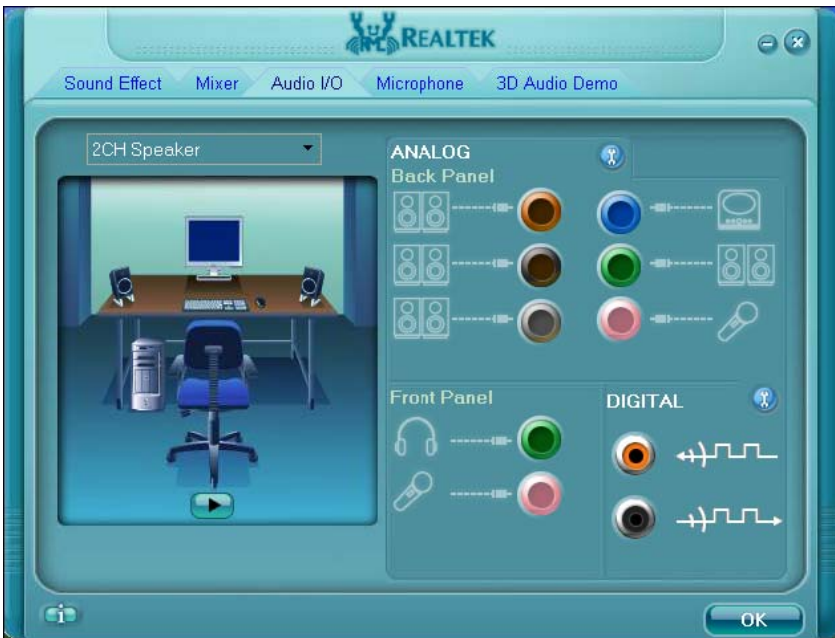 REALTEK
Sound Effect Mixer Audio I/O Microphone 3D Audio Demo
2CH Speaker
ANALOG
Back Panel
Front Panel
DIGITAL
i
OK